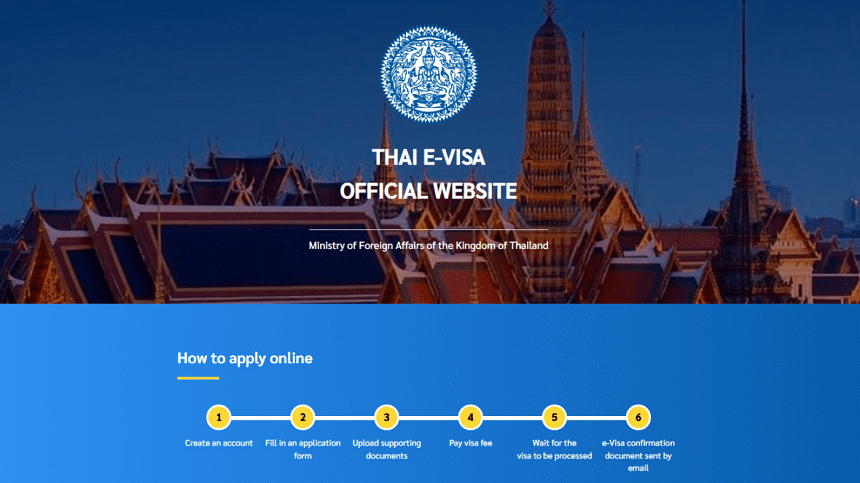 THAI E-VISA
OFFICIAL WEBSITE
Ministry of Foreign Affairs of the Kingdom of Thailand
How to apply online
1
Create an account
2
Fill in an application
form
3
Upload supporting
documents
4
Pay visa fee
5
Wait for the
visa to be processed
6
e-Visa confirmation
document sent by
email